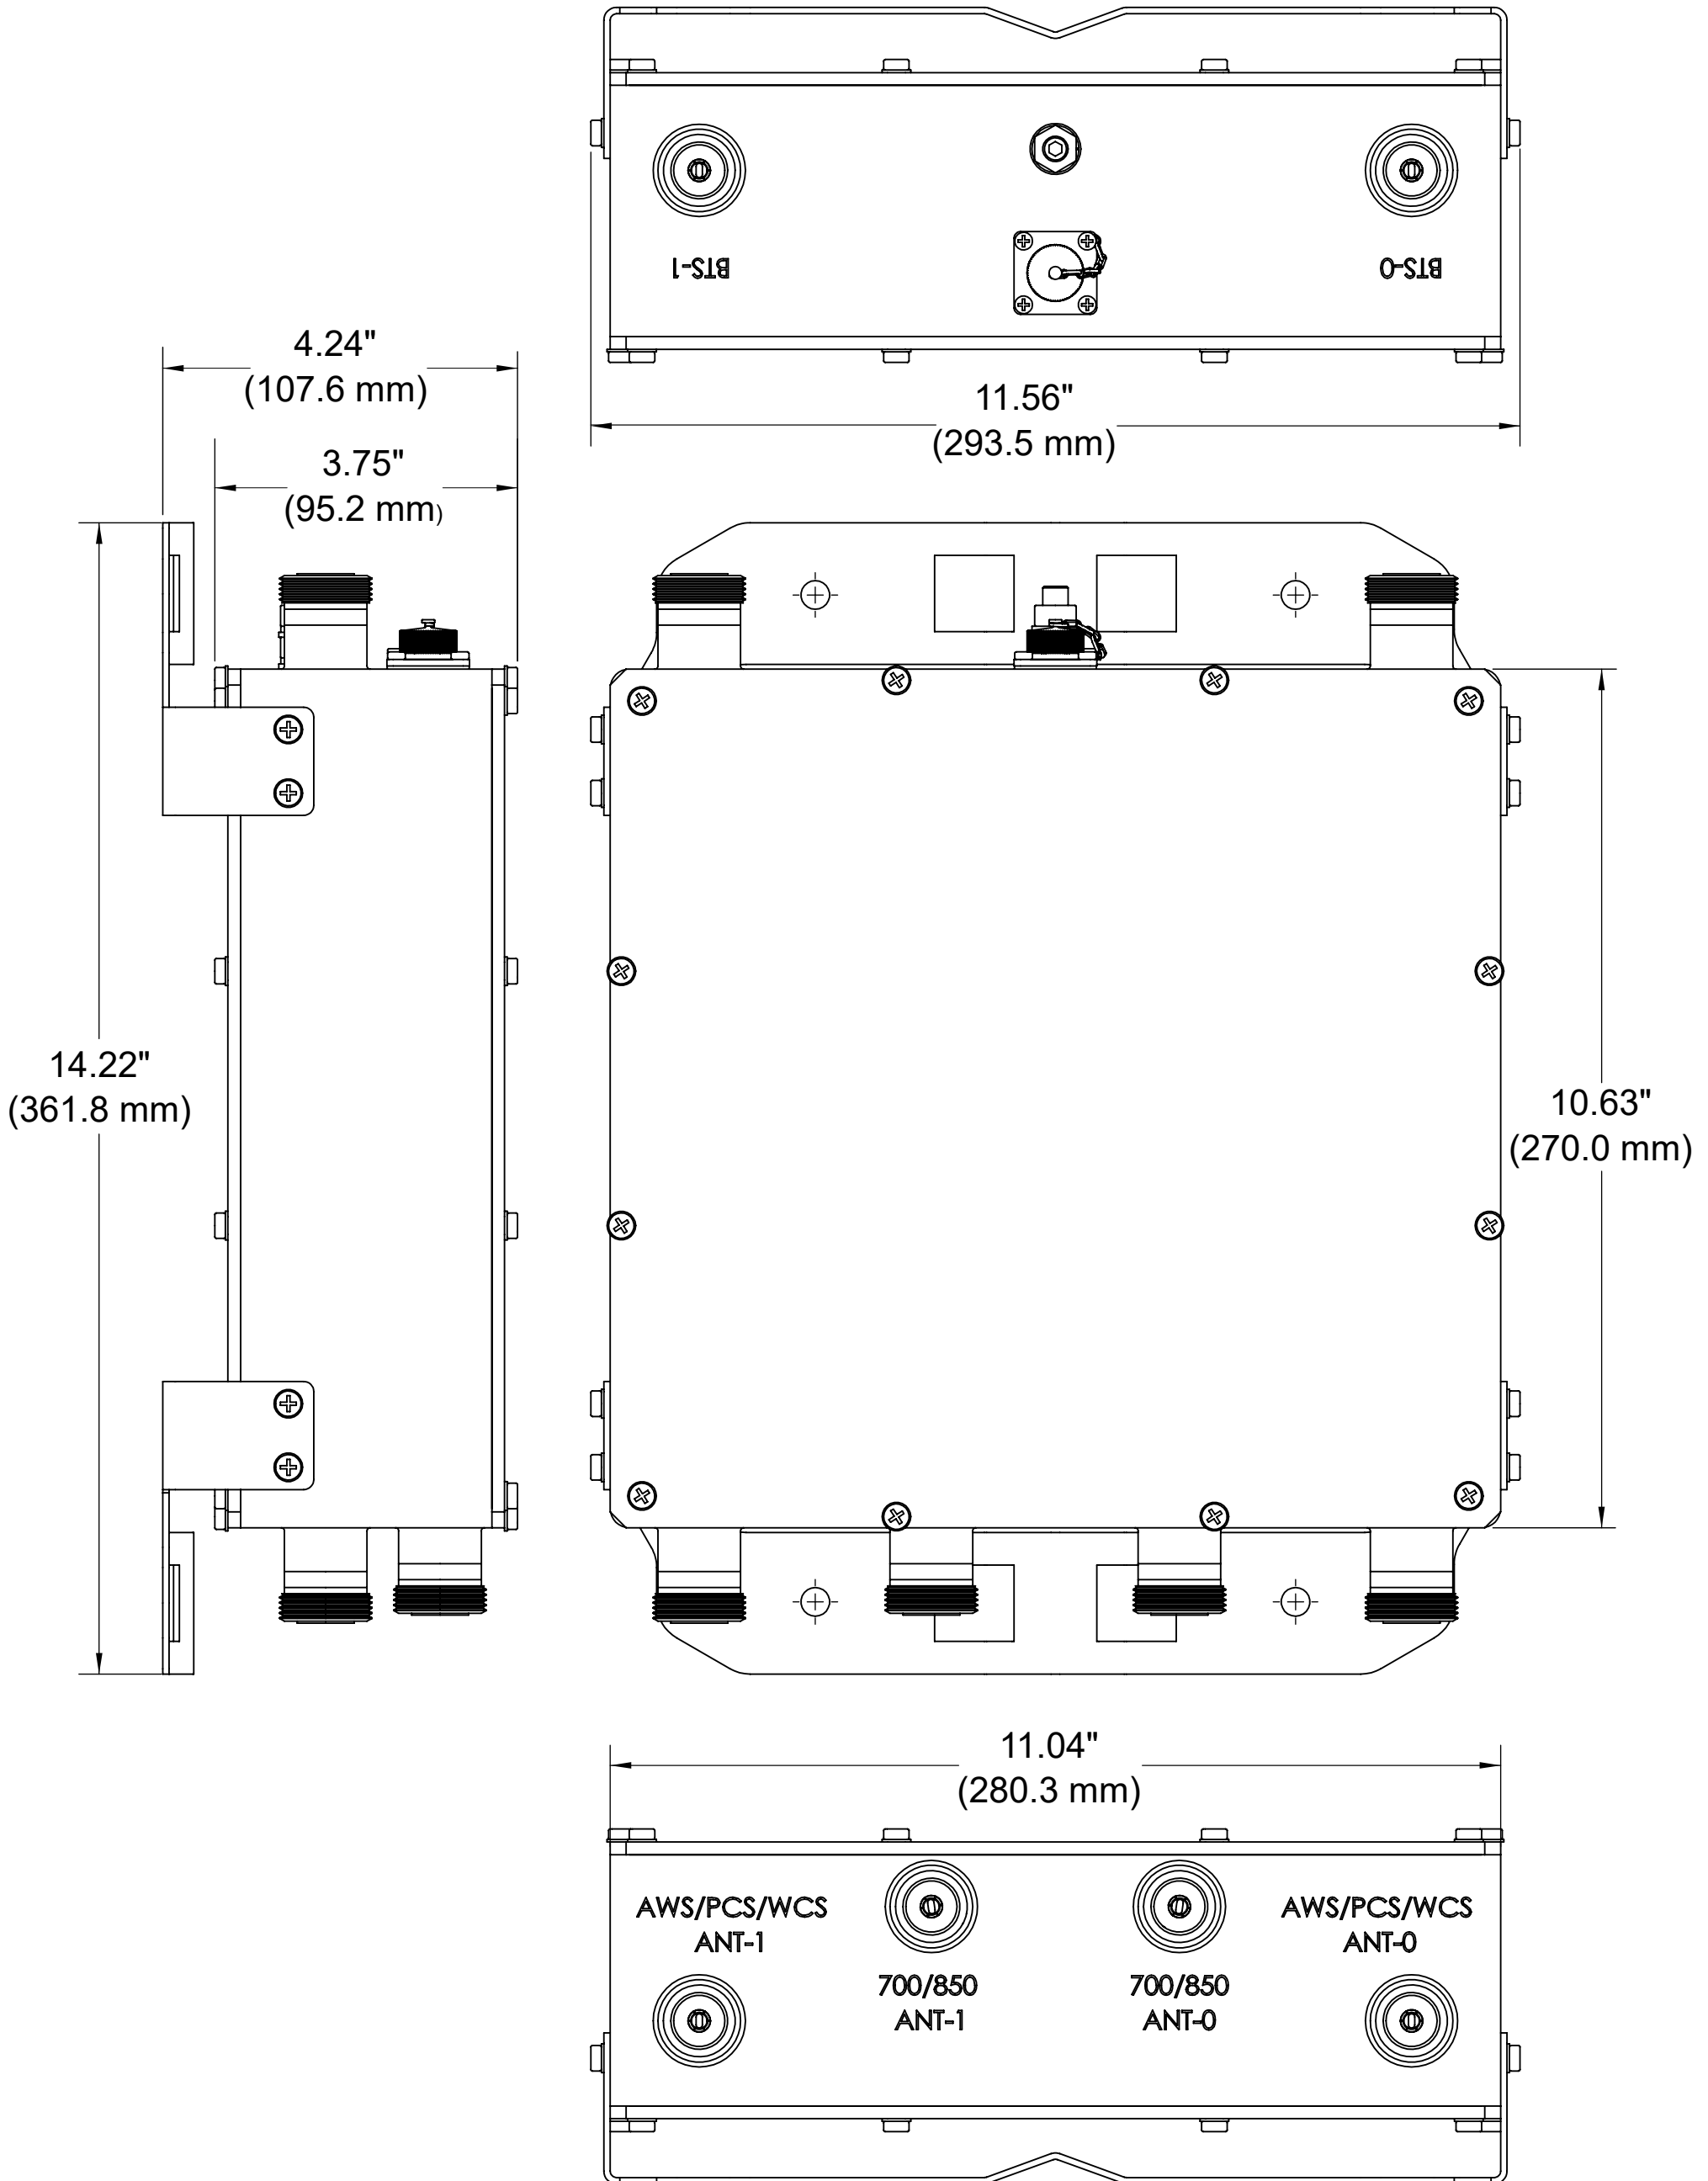 BTS-1
BTS-0
4.24"
(107.6 mm)
11.56"
(293.5 mm)
3.75"
(95.2 mm)
14.22"
(361.8 mm)
10.63"
(270.0 mm)
11.04"
(280.3 mm)
AWS/PCS/WCS
ANT-1
AWS/PCS/WCS
ANT-0
700/850
ANT-1
700/850
ANT-0